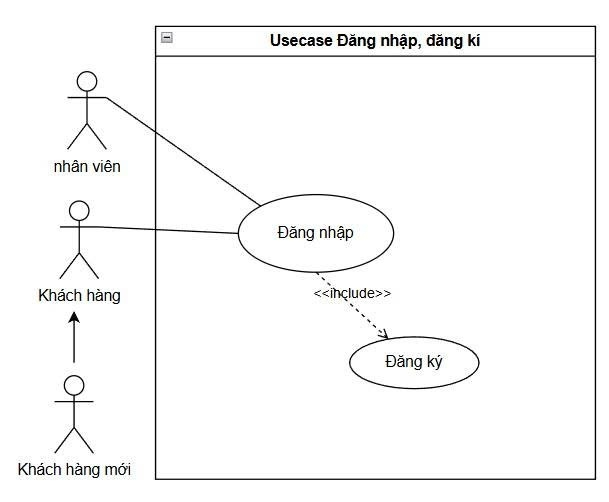 Usecase Đăng nhập, đăng kí
nhân viên
Đăng nhập
Khách hàng
<<include>>
Đăng ký
Khách hàng mới